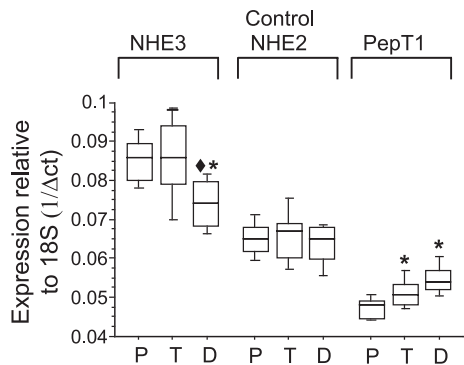 Control
NHE3 NHE2 PepT1
Expression relative
to 18S (1/Δct)
0.1
0.09
0.08
0.07
0.06
0.05
0.04
♦*
*
*
P T D P T D P T D